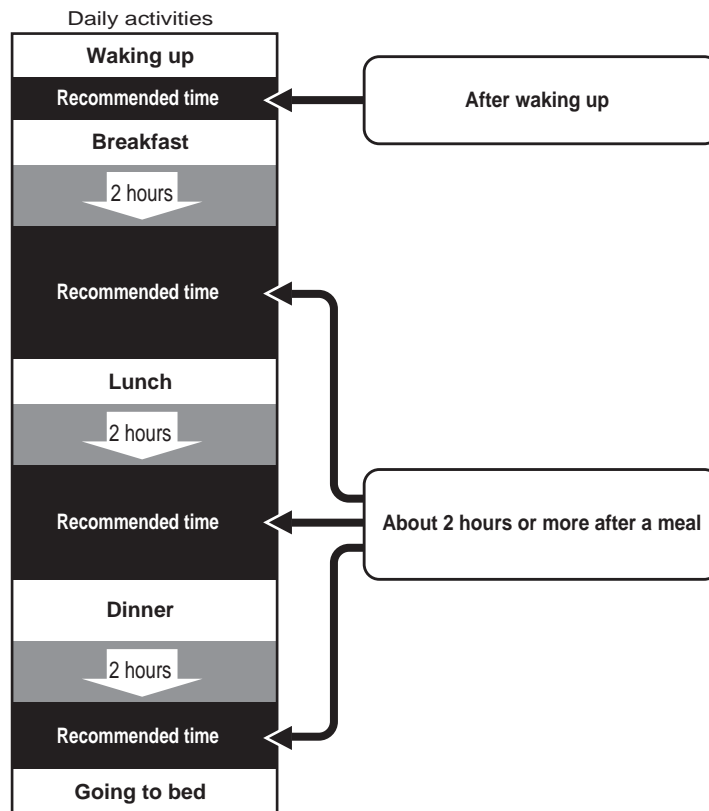 Daily activities
Waking up
Recommended time
After waking up
Breakfast
2 hours
Recommended time
Lunch
2 hours
Recommended time
About 2 hours or more after a meal
Dinner
2 hours
Recommended time
Going to bed